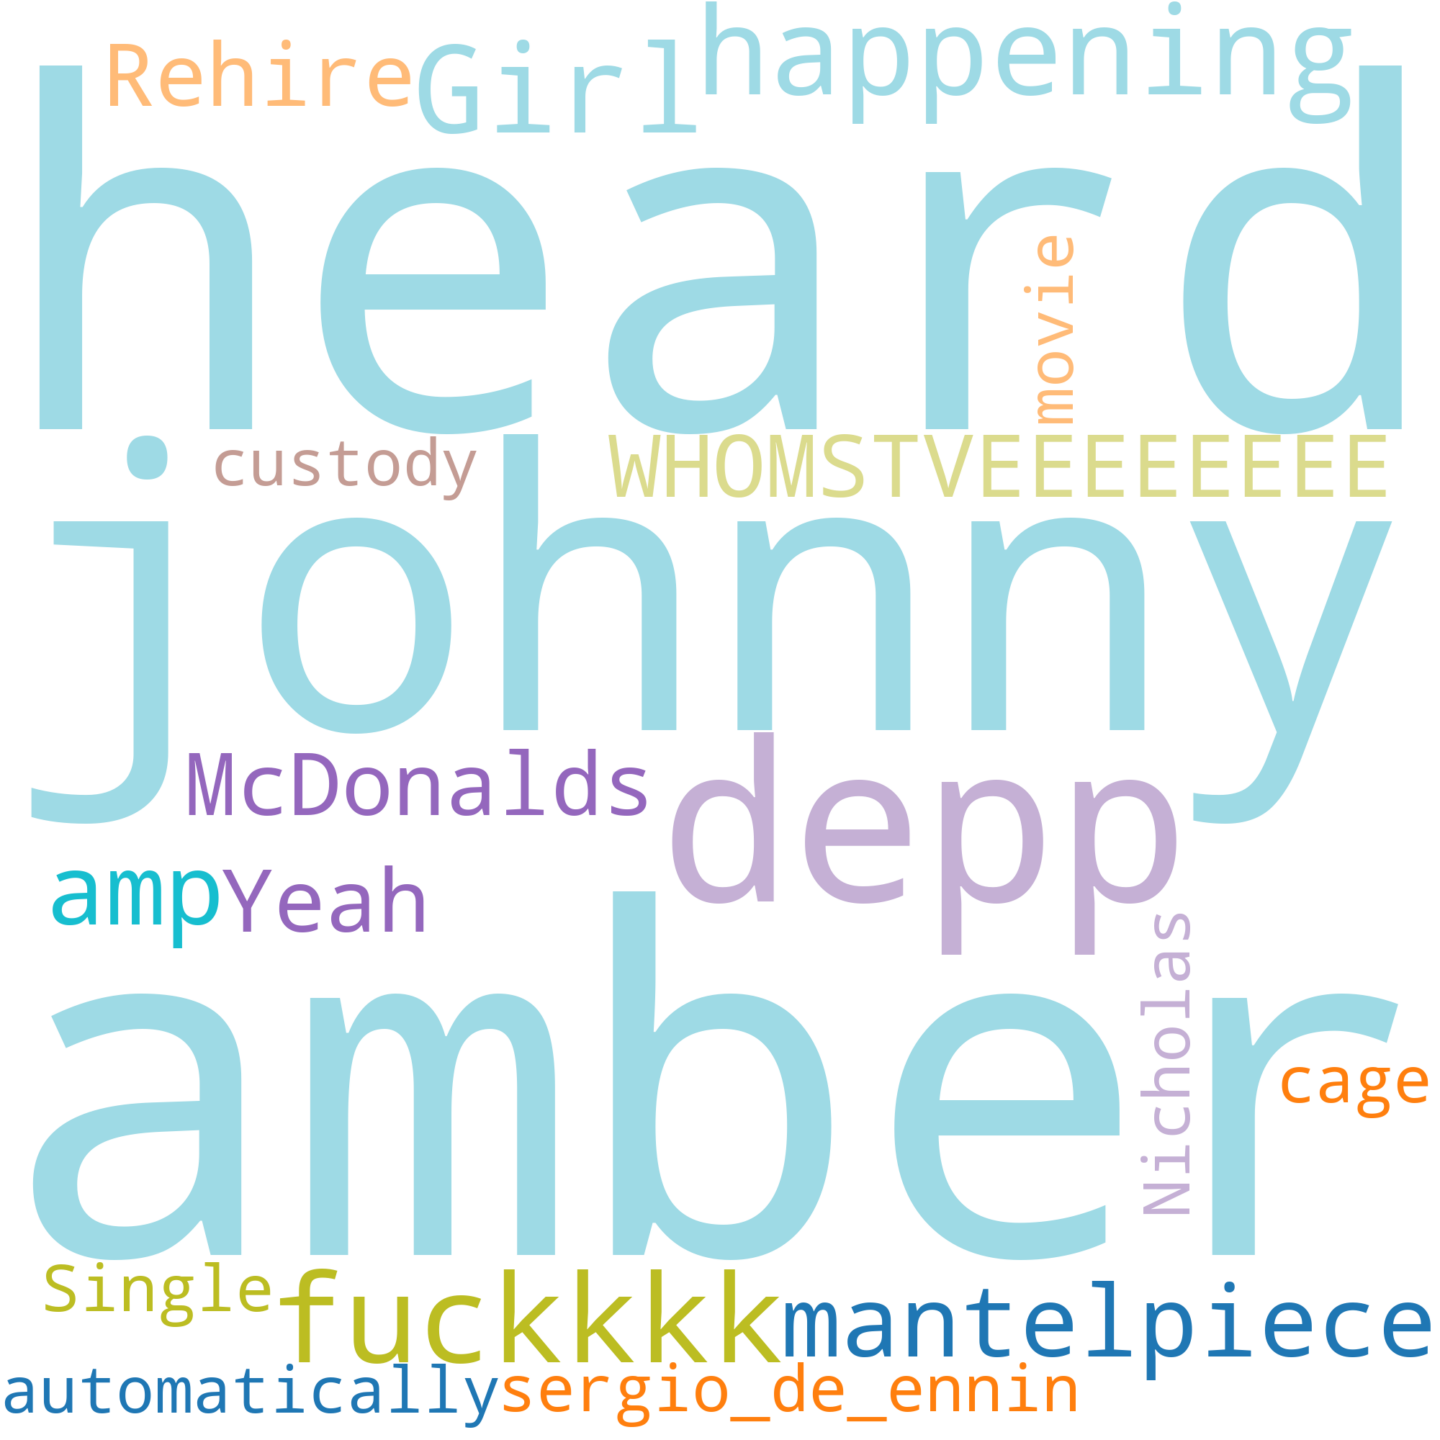 Rehire Girl happening
heard
movie
custody WHOMSTVEEEEEEEEE
johnny
McDonalds depp
amp Yeah
Nicholas
amber
cage
Single fuckkkk mantelpiece
automatically sergio_de_ennin